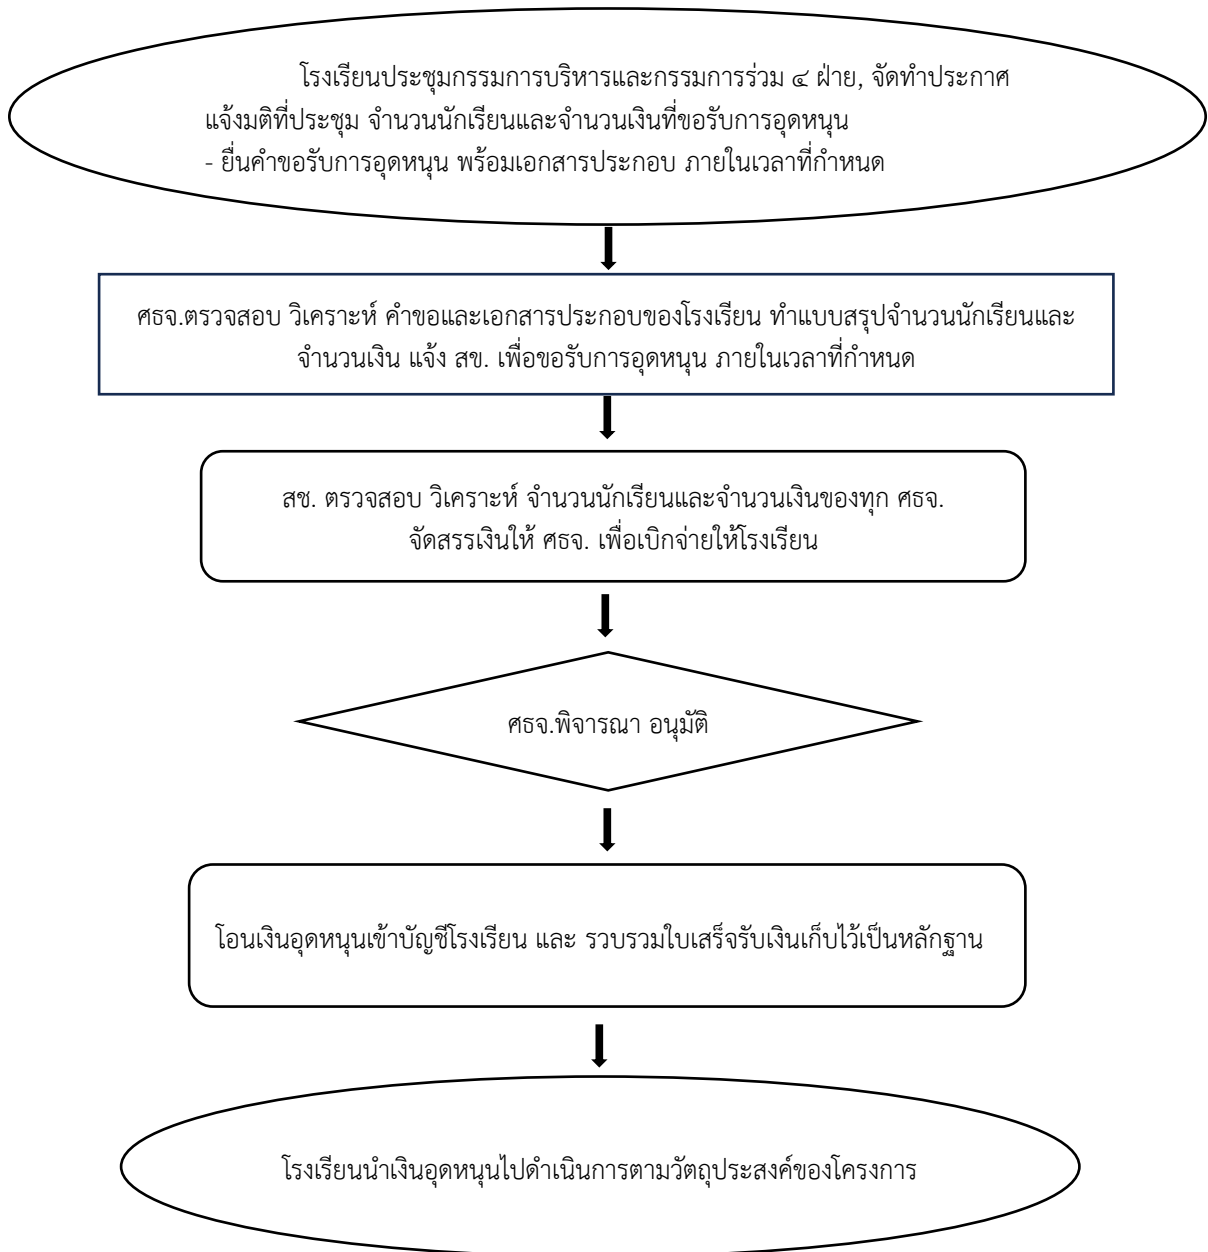 โรงเรียนประชุมกรรมการบริหารและกรรมการร่วม ๔ ฝ่าย, จัดทำประกาศ
แจ้งมติที่ประชุม จำนวนนักเรียนและจำนวนเงินที่ขอรับการอุดหนุน
- ยื่นคำขอรับการอุดหนุน พร้อมเอกสารประกอบ ภายในเวลาที่กำหนด
ศธจ.ตรวจสอบ วิเคราะห์ คำขอและเอกสารประกอบของโรงเรียน ทำแบบสรุปจำนวนนักเรียนและ
จำนวนเงิน แจ้ง สข. เพื่อขอรับการอุดหนุน ภายในเวลาที่กำหนด
สช. ตรวจสอบ วิเคราะห์ จำนวนนักเรียนและจำนวนเงินของทุก ศธจ.
จัดสรรเงินให้ ศธจ. เพื่อเบิกจ่ายให้โรงเรียน
ศธจ.พิจารณา อนุมัติ
โอนเงินอุดหนุนเข้าบัญชีโรงเรียน และ รวบรวมใบเสร็จรับเงินเก็บไว้เป็นหลักฐาน
โรงเรียนนำเงินอุดหนุนไปดำเนินการตามวัตถุประสงค์ของโครงการ